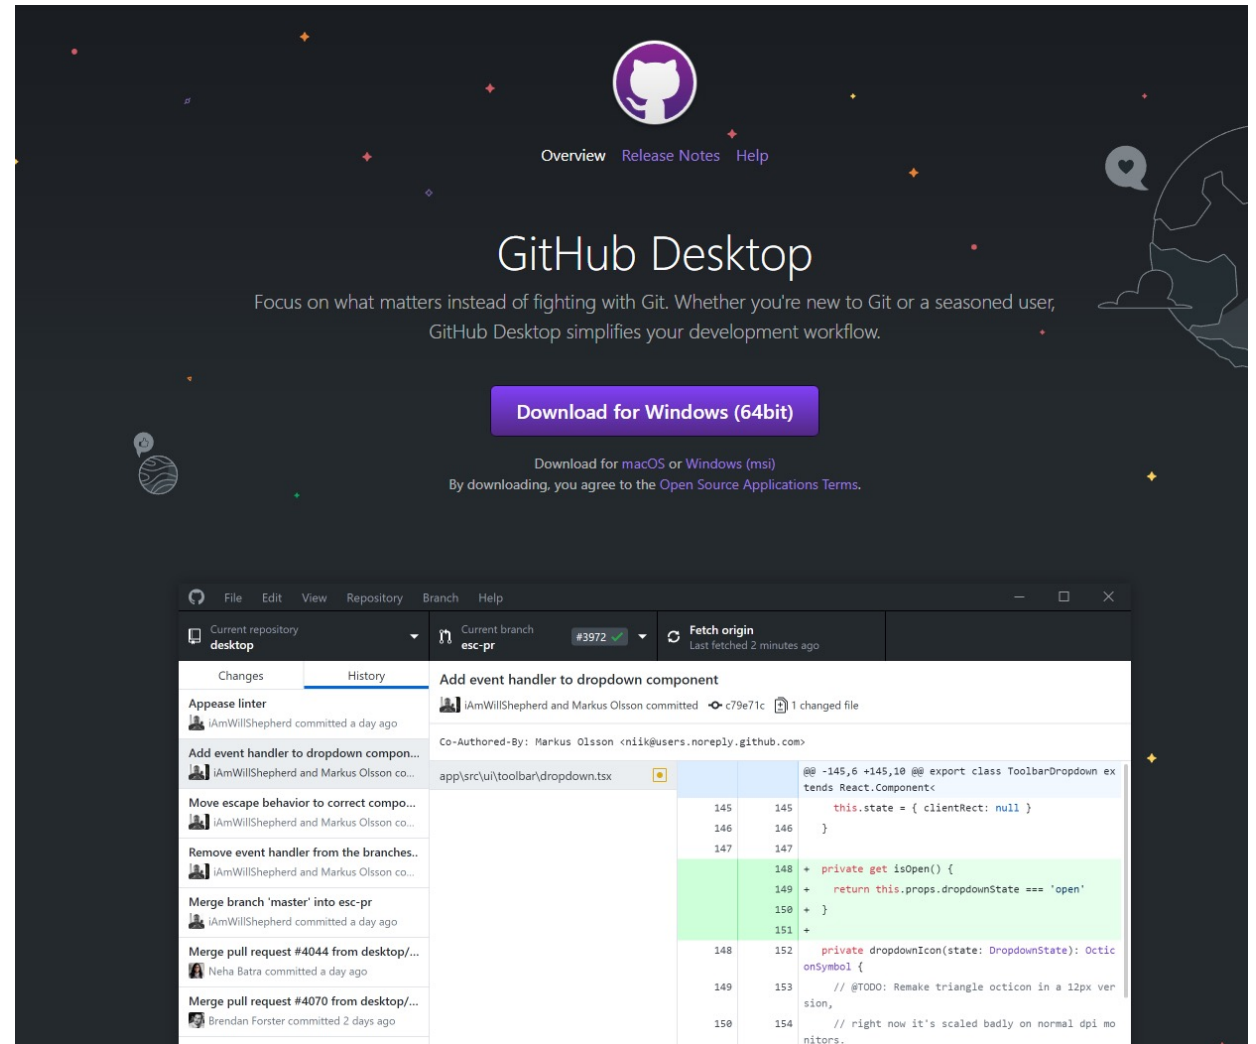 Overview Release Notes Help
GitHub Desktop
Focus on what matters instead of fighting with Git. Whether you're new to Git or a seasoned user,
GitHub Desktop simplifies your development workflow.
Download for Windows (64bit)
Download for macOS or Windows (msi)
By downloading, you agree to the Open Source Applications Terms.
File Edit View Repository Branch Help
Current repository
desktop
Current branch
esc-pr
#3972
Fetch origin
Last fetched 2 minutes ago
Changes History
Appease linter
iAmWillShepherd committed a day ago
Add event handler to dropdown compon...
iAmWillShepherd and Markus Olsson co...
Move escape behavior to correct compo...
iAmWillShepherd and Markus Olsson co...
Remove event handler from the branches..
iAmWillShepherd and Markus Olsson co...
Merge branch 'master' into esc-pr
iAmWillShepherd committed a day ago
Merge pull request #4044 from desktop/...
Neha Batra committed a day ago
Merge pull request #4070 from desktop/...
Brendan Forster committed 2 days ago
Add event handler to dropdown component
iAmWillShepherd and Markus Olsson committed c79e71c 1 changed file
Co-Authored-By: Markus Olsson <niik@users.noreply.github.com>
app\src\ui\toolbar\dropdown.tsx
@@ -145,6 +145,10 @@ export class ToolbarDropdown ex
tends React.Component<
145 145 this.state = { clientRect: null }
146 146 }
147 147
148 + private get isOpen() {
149 + return this.props.dropdownState === 'open'
150 + }
151 +
148 152 private dropdownIcon(state: DropdownState): Octic
onSymbol {
149 153 // @TODO: Remake triangle octicon in a 12px ver
sion,
150 154 // right now it's scaled badly on normal dpi mo
nitors.